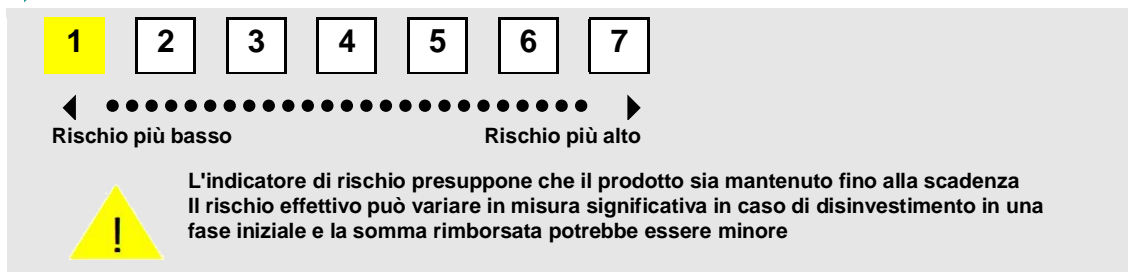 1 2 3 4 5 6 7
Rischio più basso Rischio più alto
L'indicatore di rischio presuppone che il prodotto sia mantenuto fino alla scadenza
Il rischio effettivo può variare in misura significativa in caso di disinvestimento in una
fase iniziale e la somma rimborsata potrebbe essere minore
!